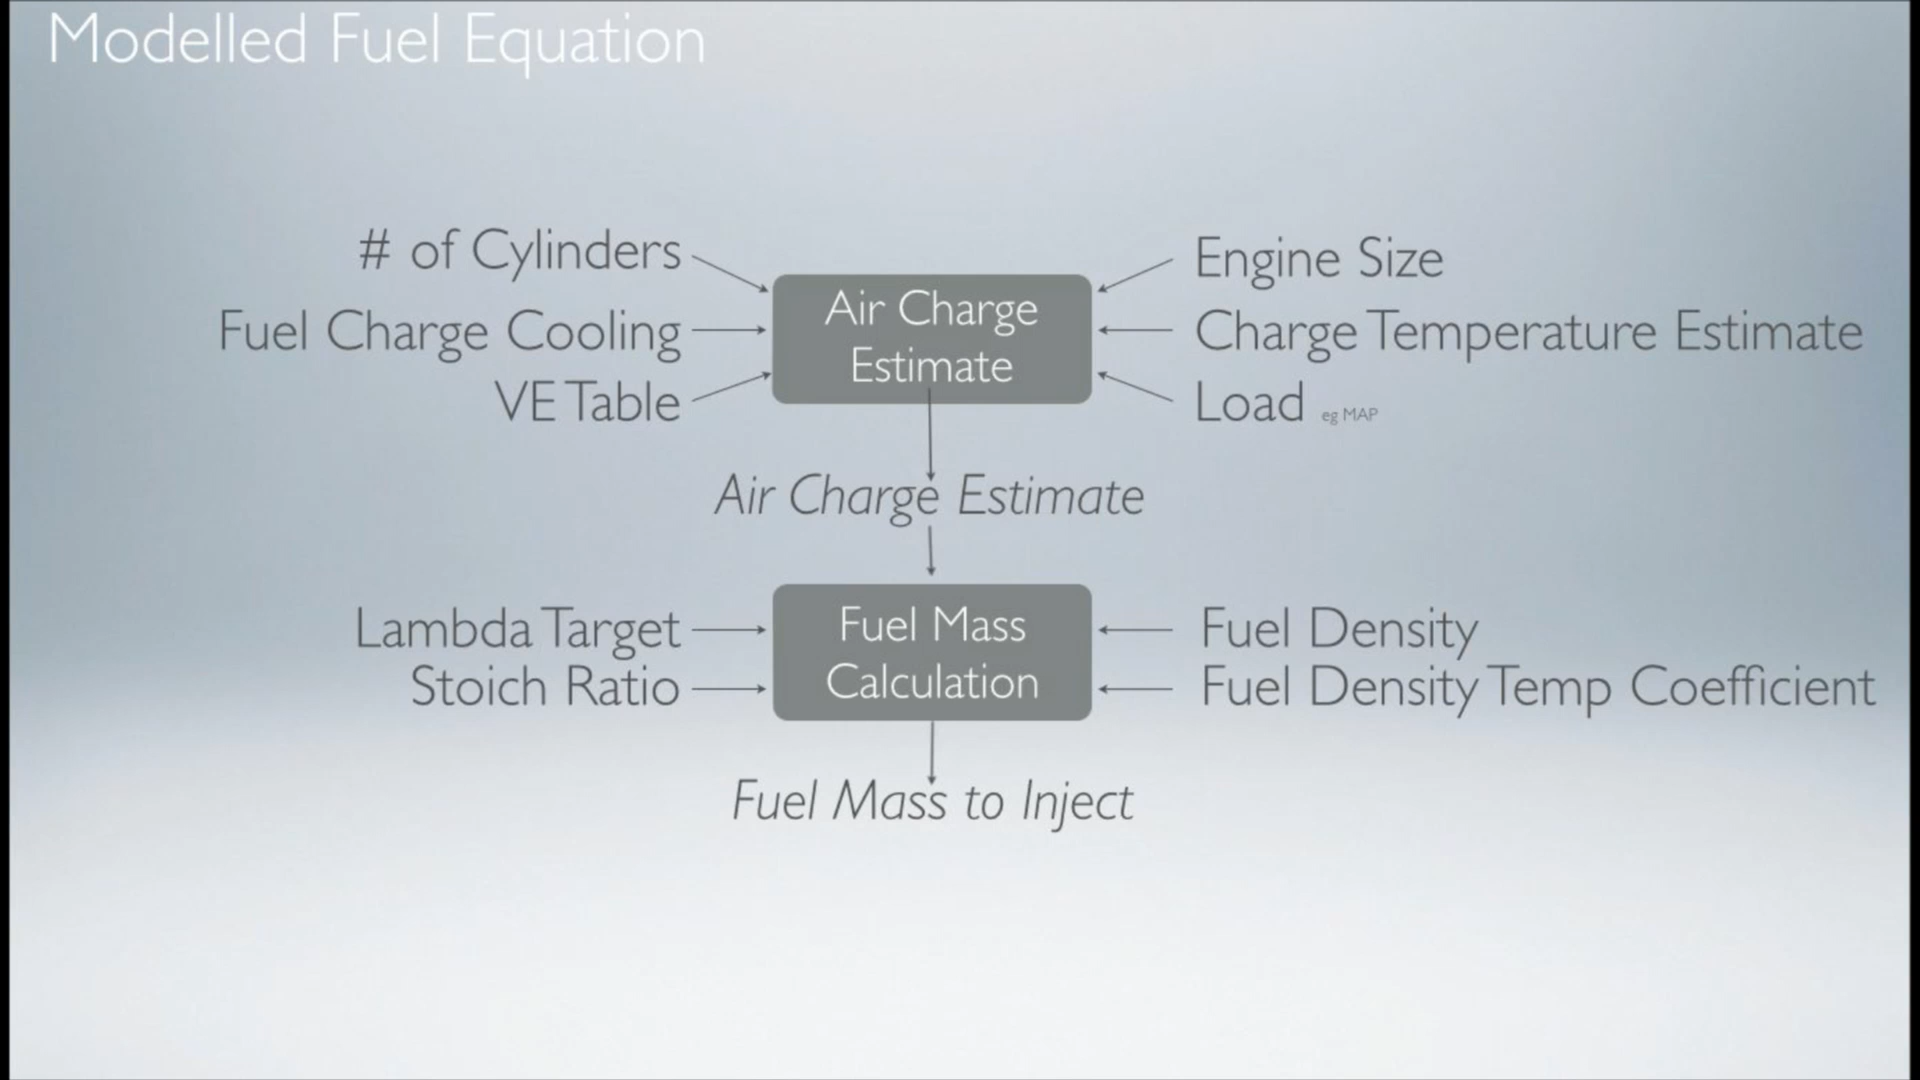 Modelled Fuel Equation
# of Cylinders
Fuel Charge Cooling
VE Table
Air Charge
Estimate
Engine Size
Charge Temperature Estimate
Load eg MAP
Air Charge Estimate
Lambda Target
Stoich Ratio
Fuel Mass
Calculation
Fuel Density
Fuel Density Temp Coefficient
Fuel Mass to Inject